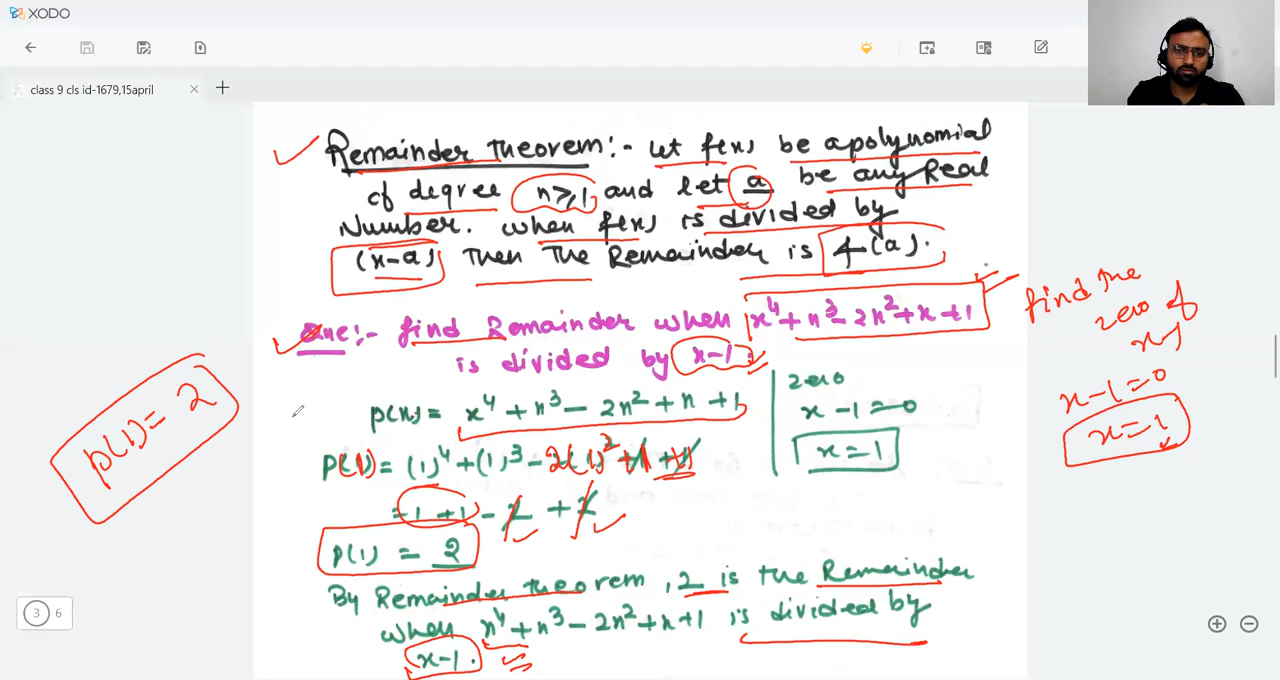 XODO
class 9 cls id-1679,15april
Remainder Theorem:- Let f(x) be a polynomial
of degree n≥1 and let a be any Real
Number. when f(x) is divided by
(x-a) Then The Remainder is f(a).
Que:- find Remainder when x⁴+x³-2x²+x+1
is divided by x-1.
p(x)= x⁴+x³-2x²+x+1
P(1)= (1)⁴+(1)³-2(1)²+1+1
=1+1-2+2
P(1) = 2
By Remainder theorem, 2 is the Remainder
when x⁴+x³-2x²+x+1 is divided by
x-1.
zero
x-1=0
x=1
find the
zero of
x-1
x-1=0
x=1
p(1)= 2
3 6